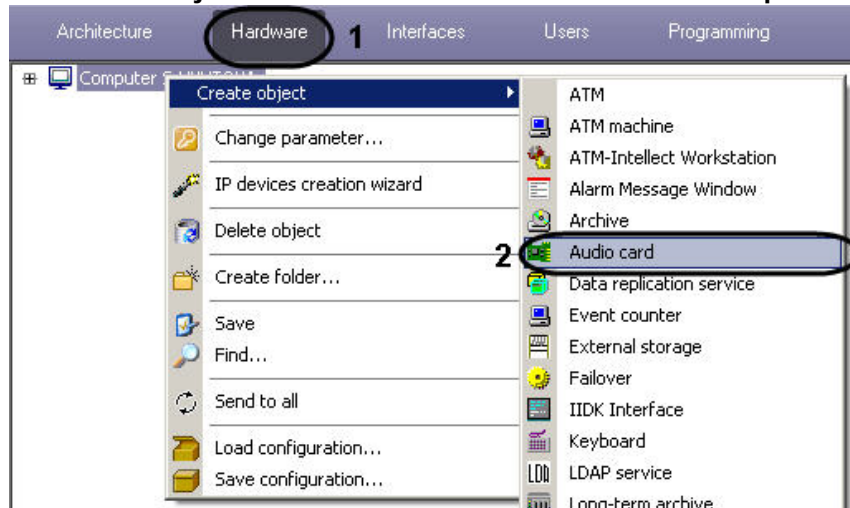 Architecture Hardware 1 Interfaces Users Programming
Computer
Create object
Change parameter...
IP devices creation wizard
Delete object
Create folder...
Save
Find...
Send to all
Load configuration...
Save configuration...
ATM
ATM machine
ATM-Intellect Workstation
Alarm Message Window
Archive
2 Audio card
Data replication service
Event counter
External storage
Failover
IIDK Interface
Keyboard
LDAP service
Long-term archive